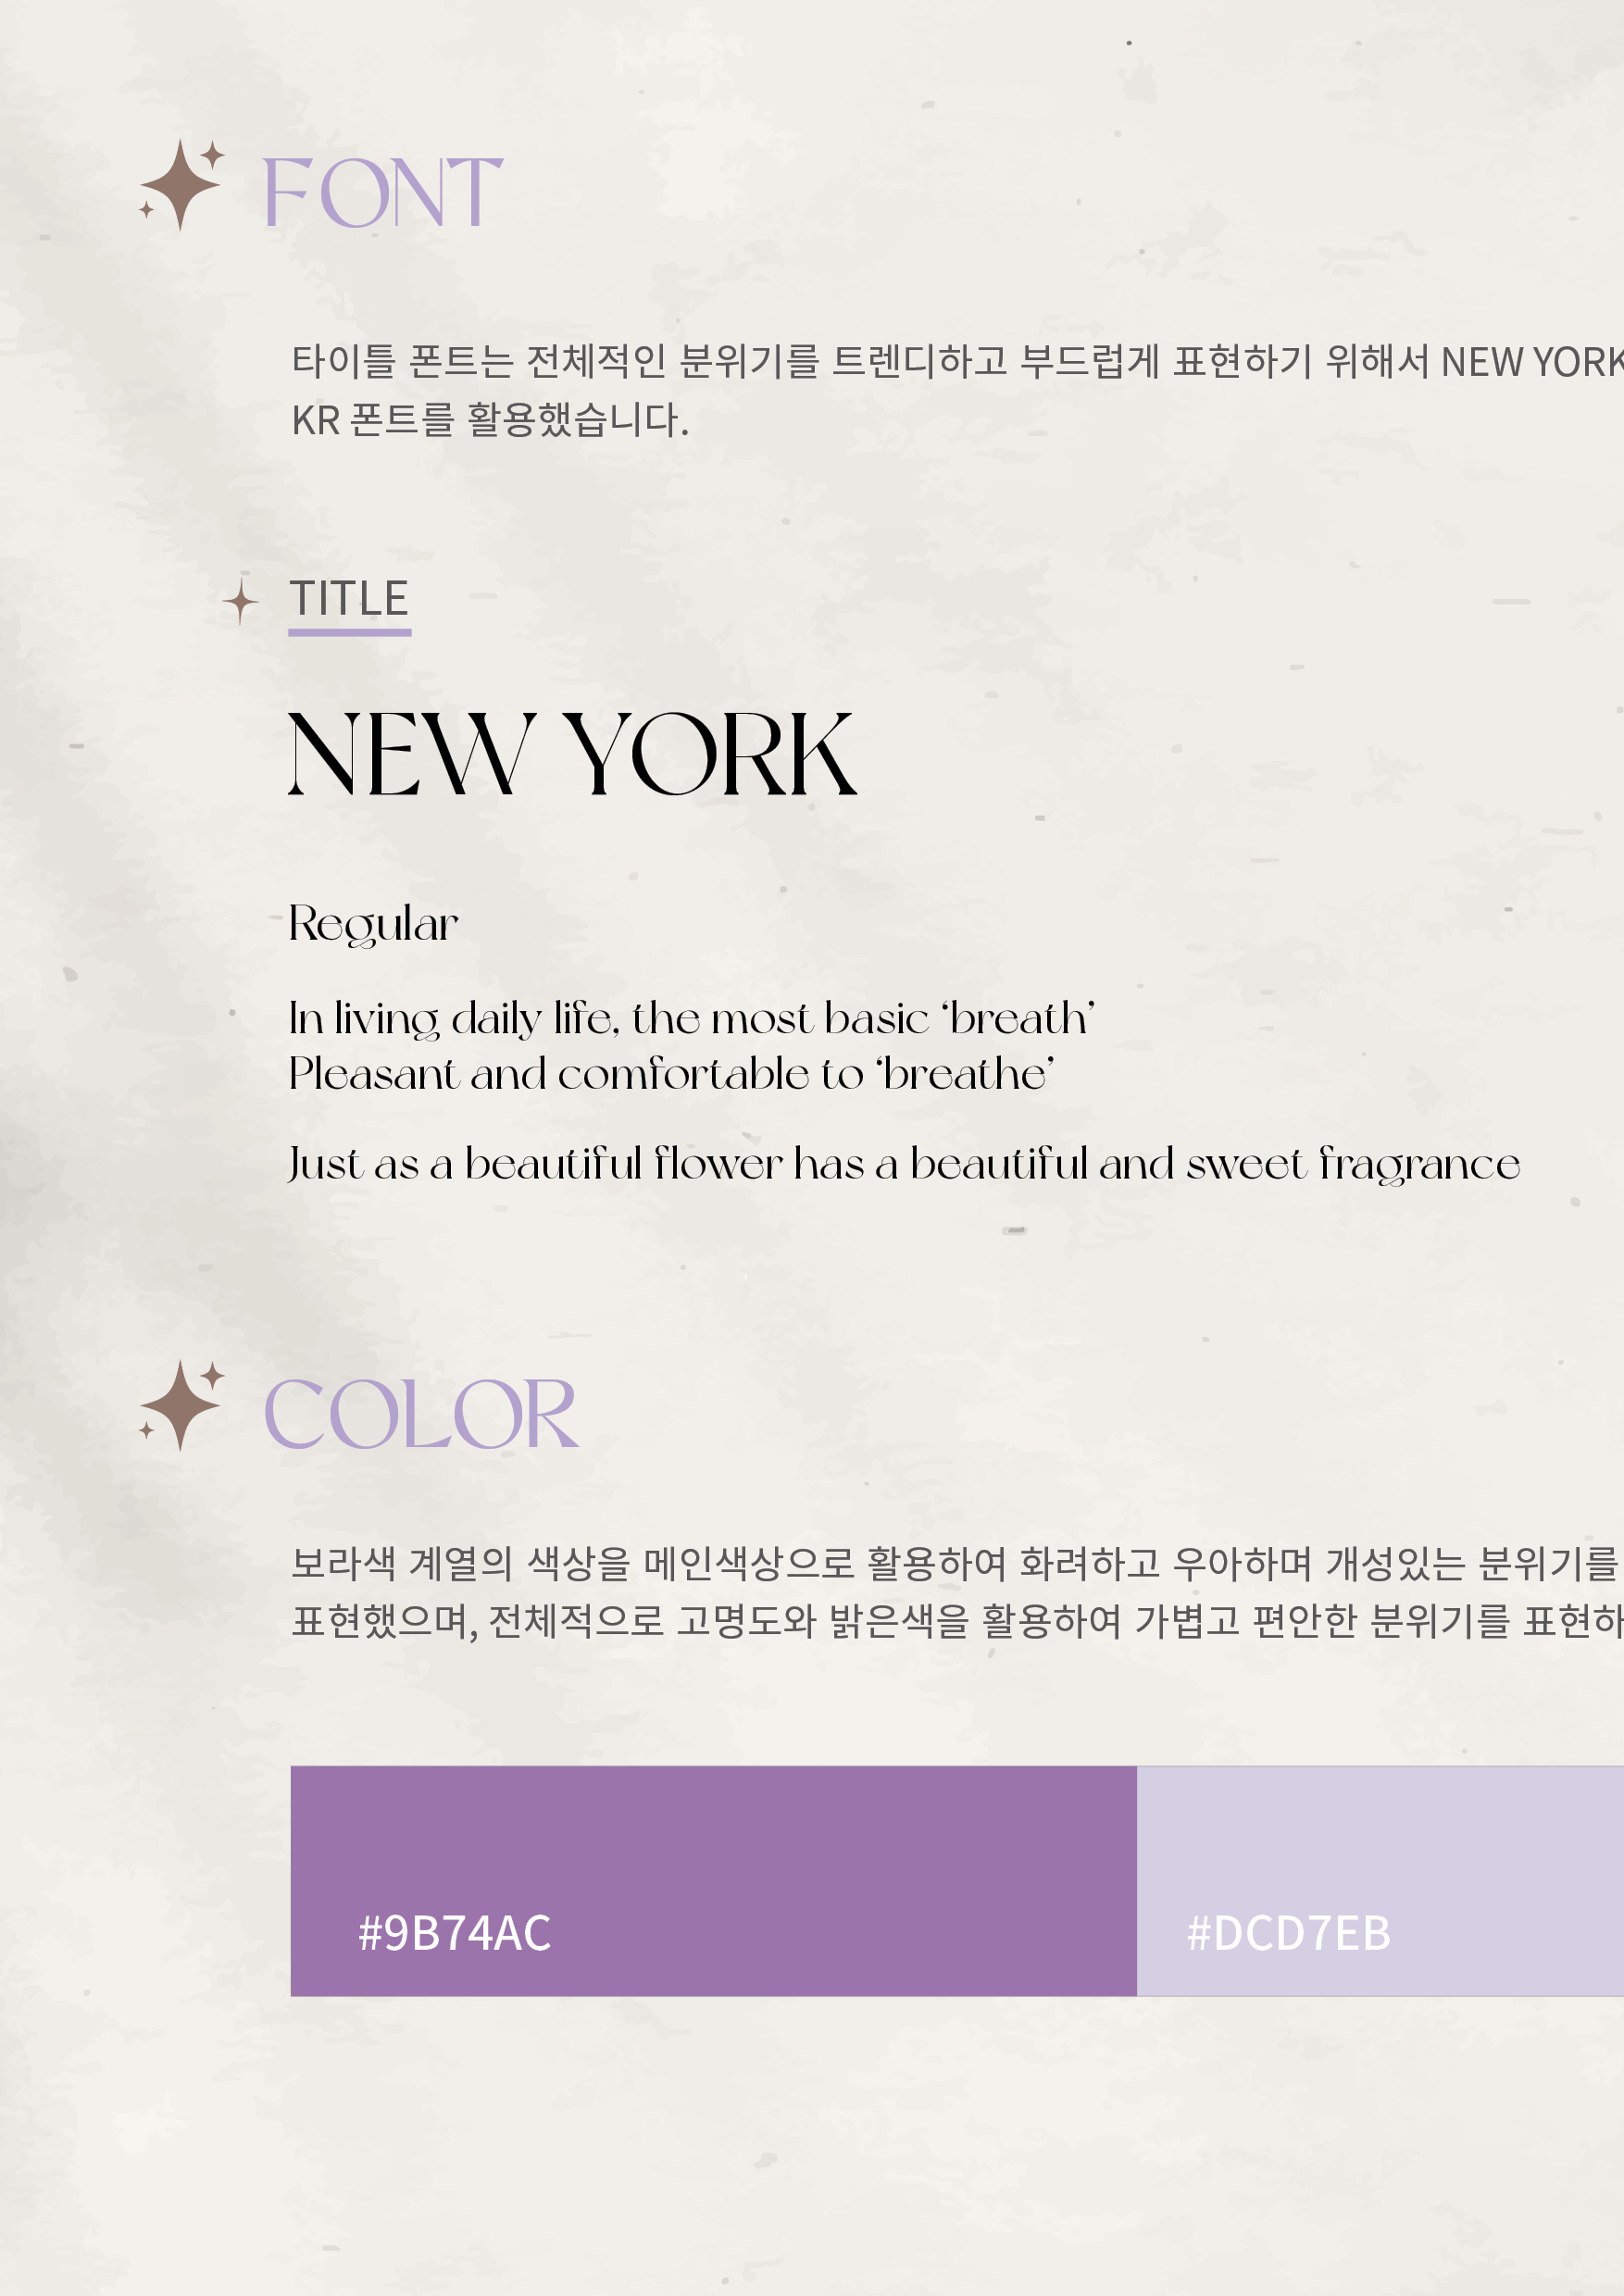 FONT
타이틀 폰트는 전체적인 분위기를 트렌디하고 부드럽게 표현하기 위해서 NEW YORK
KR 폰트를 활용했습니다.
TITLE
NEW YORK
Regular
In living daily life, the most basic ‘breath’
Pleasant and comfortable to ‘breathe’
Just as a beautiful flower has a beautiful and sweet fragrance
COLOR
보라색 계열의 색상을 메인색상으로 활용하여 화려하고 우아하며 개성있는 분위기를
표현했으며, 전체적으로 고명도와 밝은색을 활용하여 가볍고 편안한 분위기를 표현하
#9B74AC
#DCD7EB